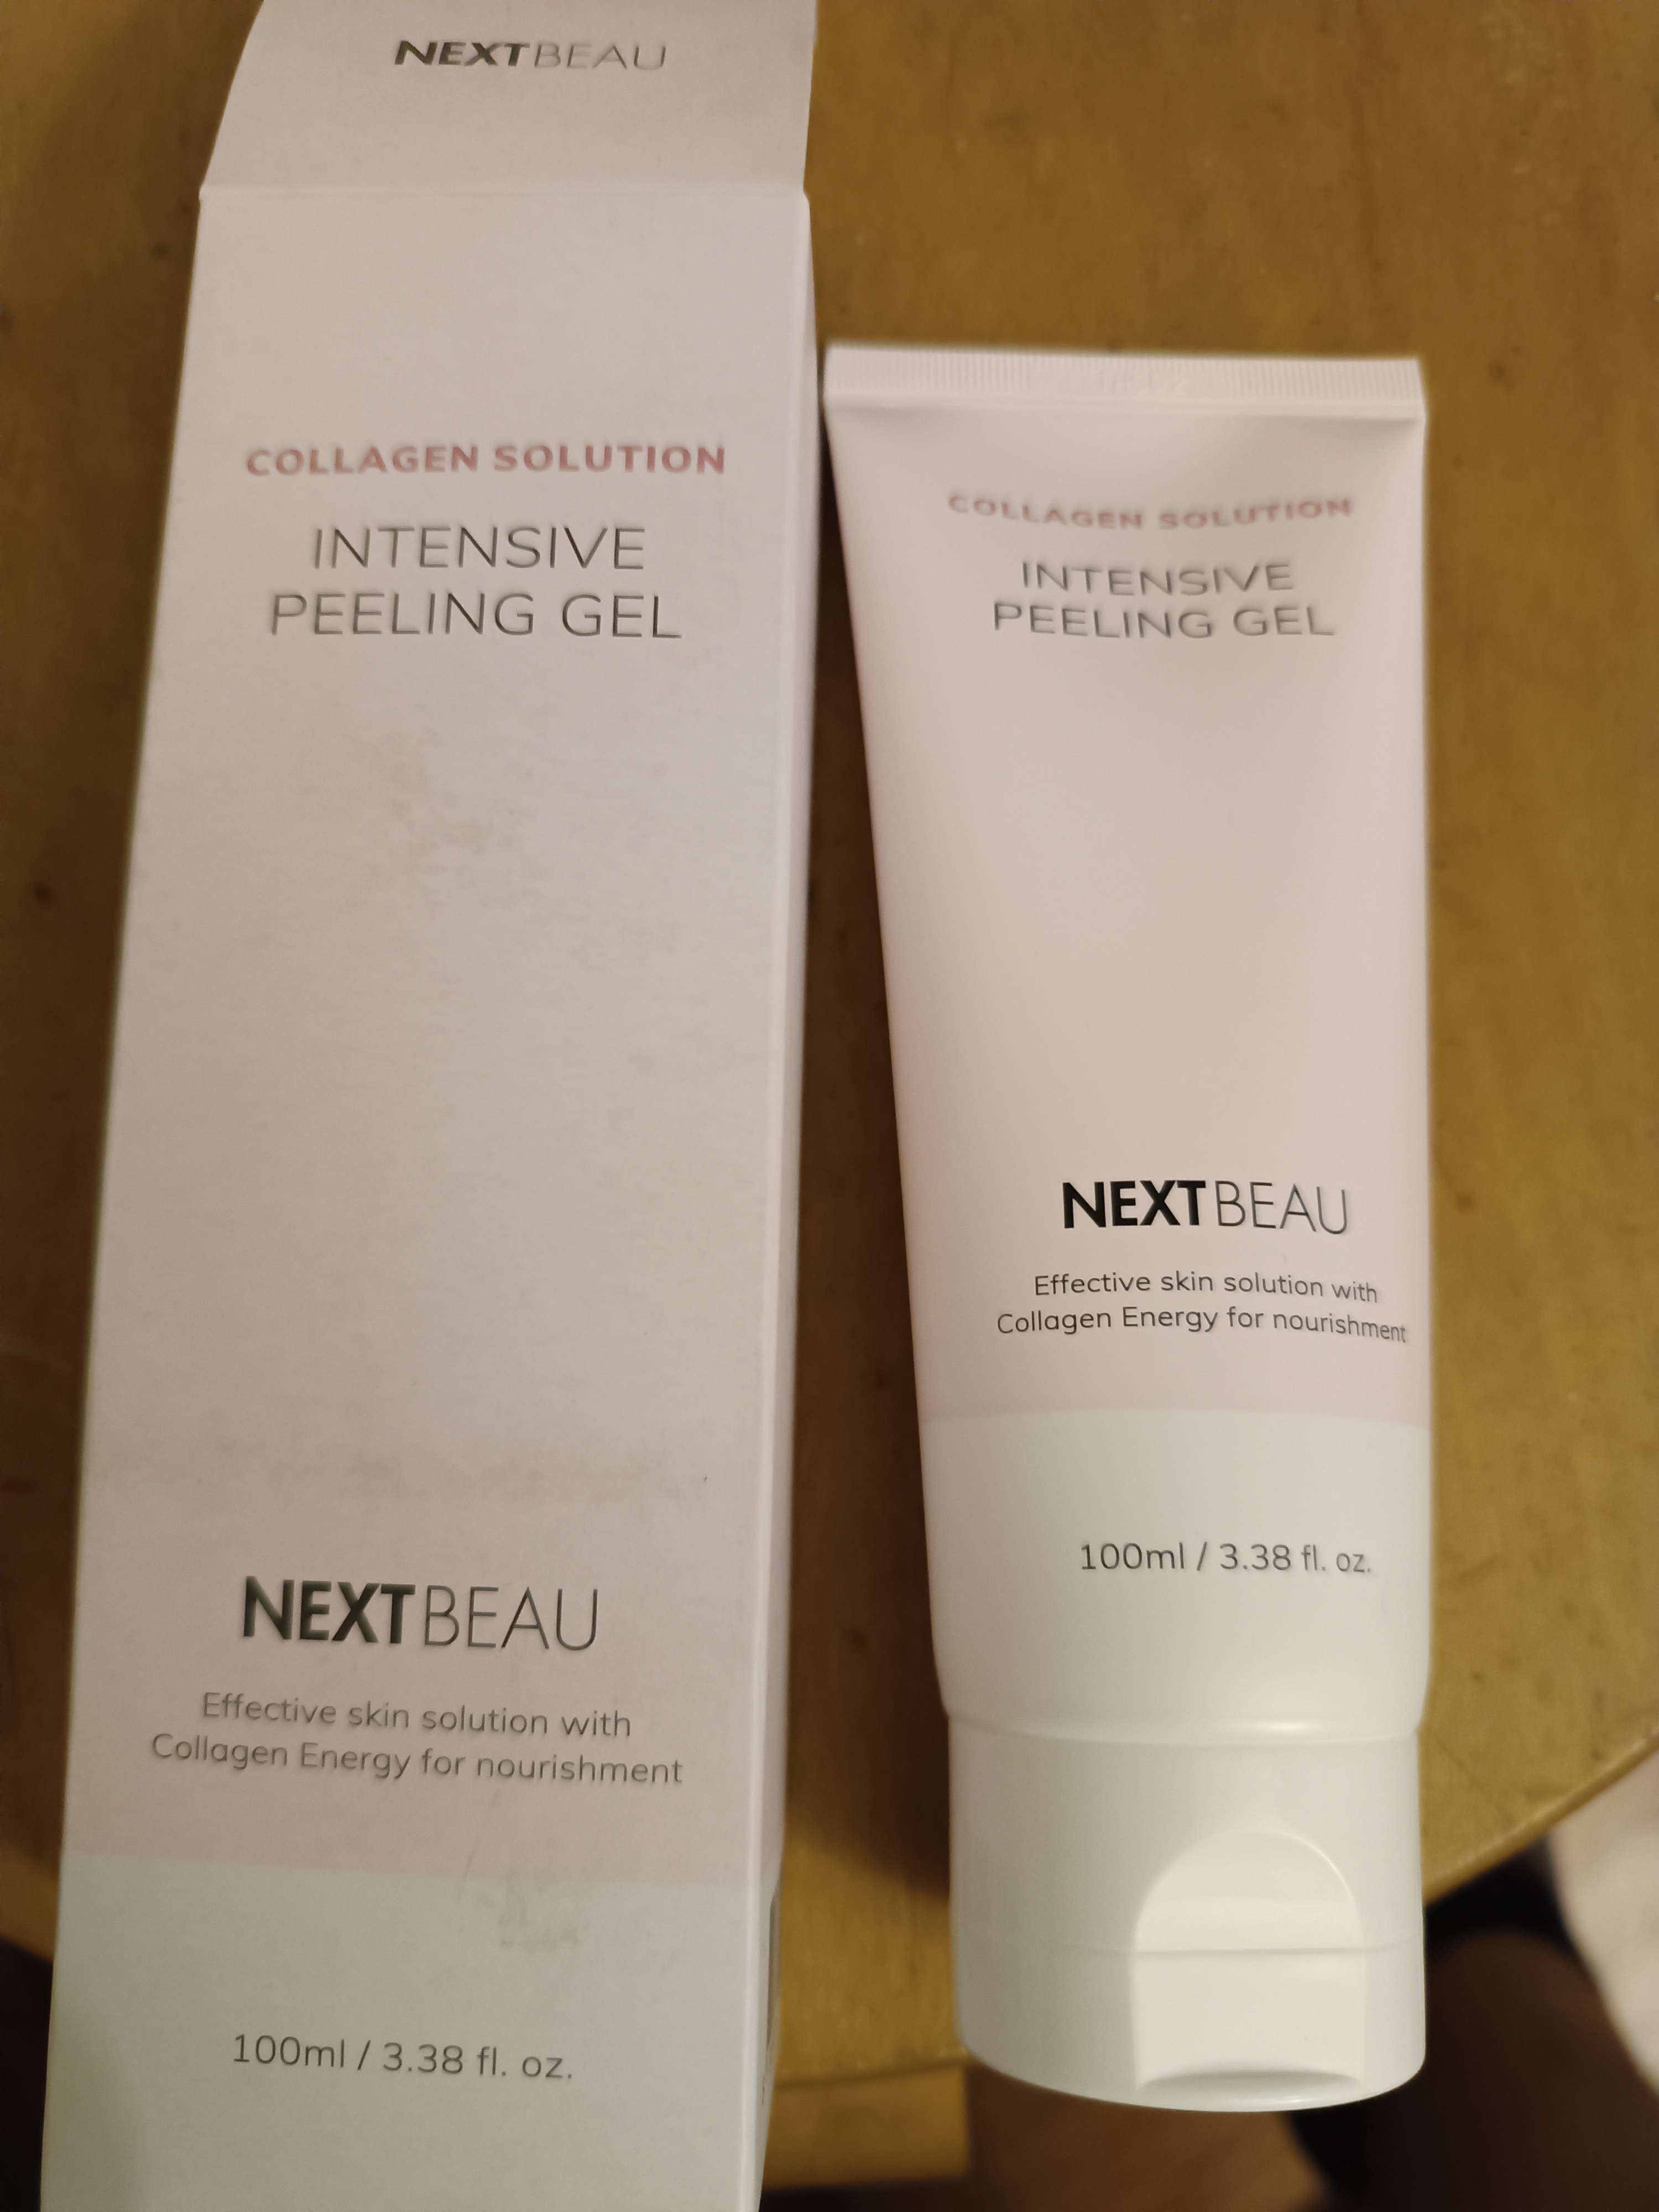 NEXTBEAU
COLLAGEN SOLUTION
INTENSIVE
PEELING GEL
NEXTBEAU
Effective skin solution with
Collagen Energy for nourishment
100ml / 3.38 fl. oz.
COLLAGEN SOLUTION
INTENSIVE
PEELING GEL
NEXTBEAU
Effective skin solution with
Collagen Energy for nourishment
100ml / 3.38 fl. oz.